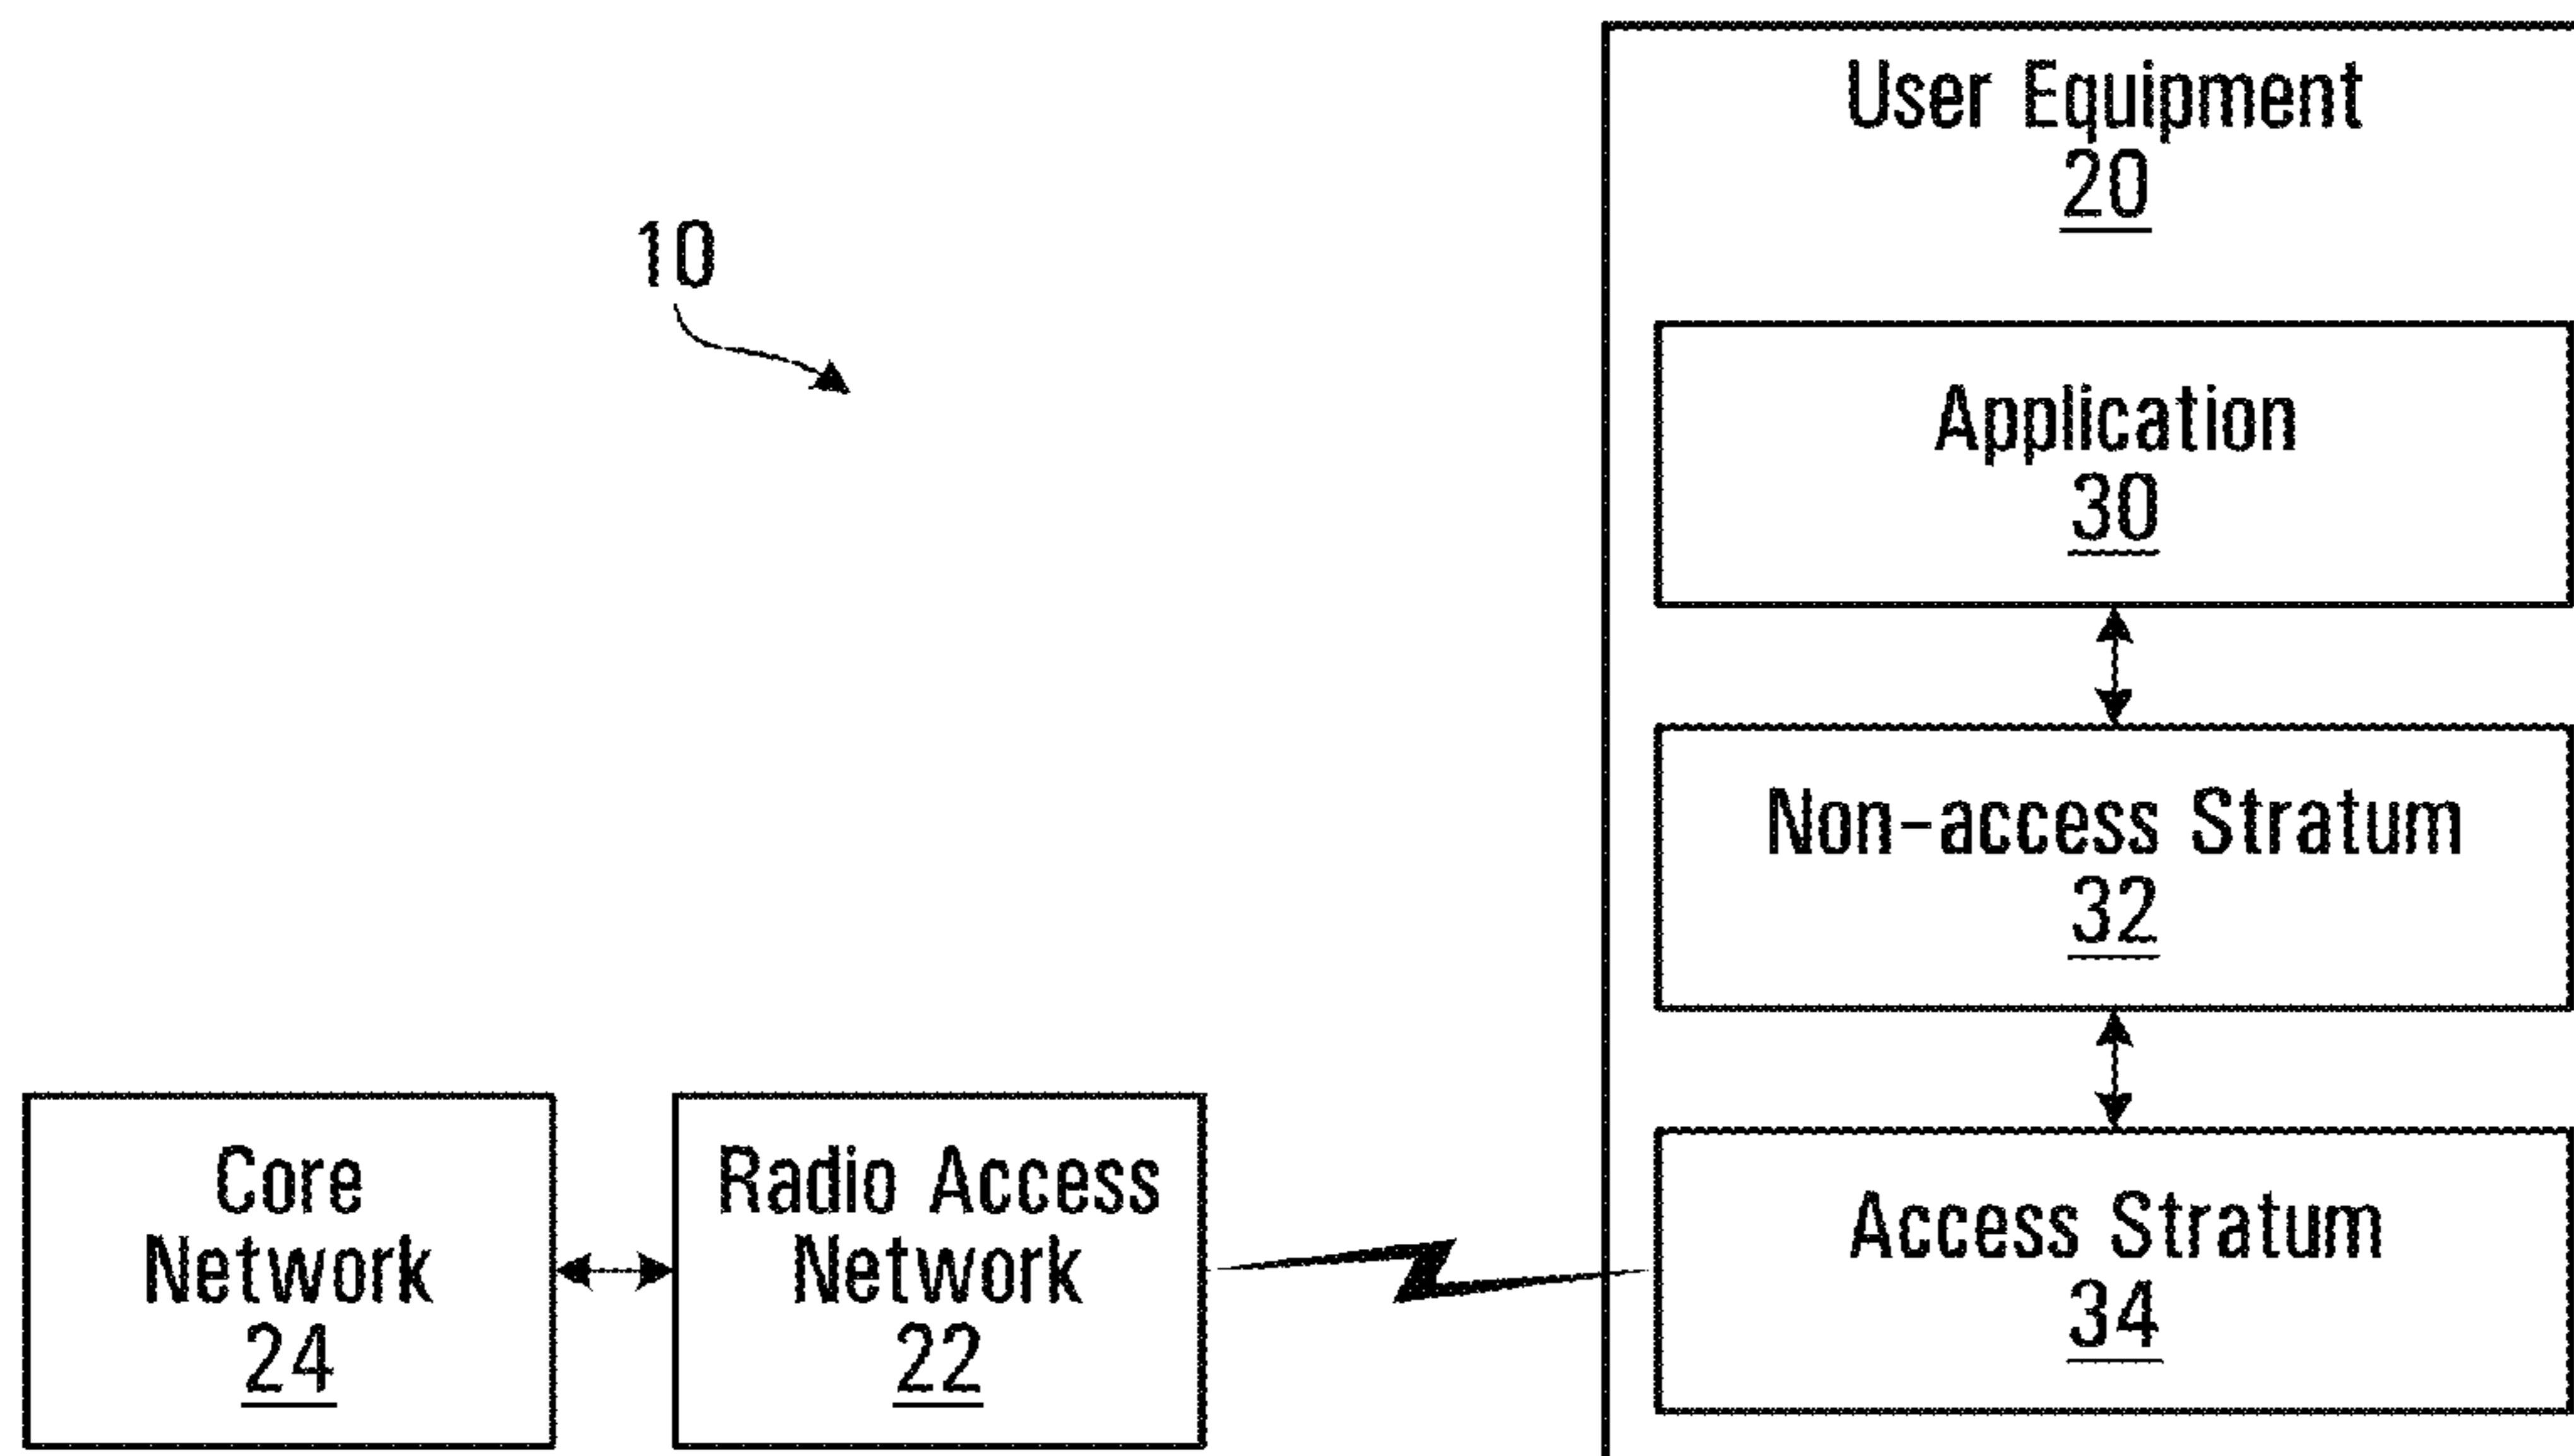 10
User Equipment
20
Application
30
Non-access Stratum
32
Access Stratum
34
Core
Network
24
Radio Access
Network
22